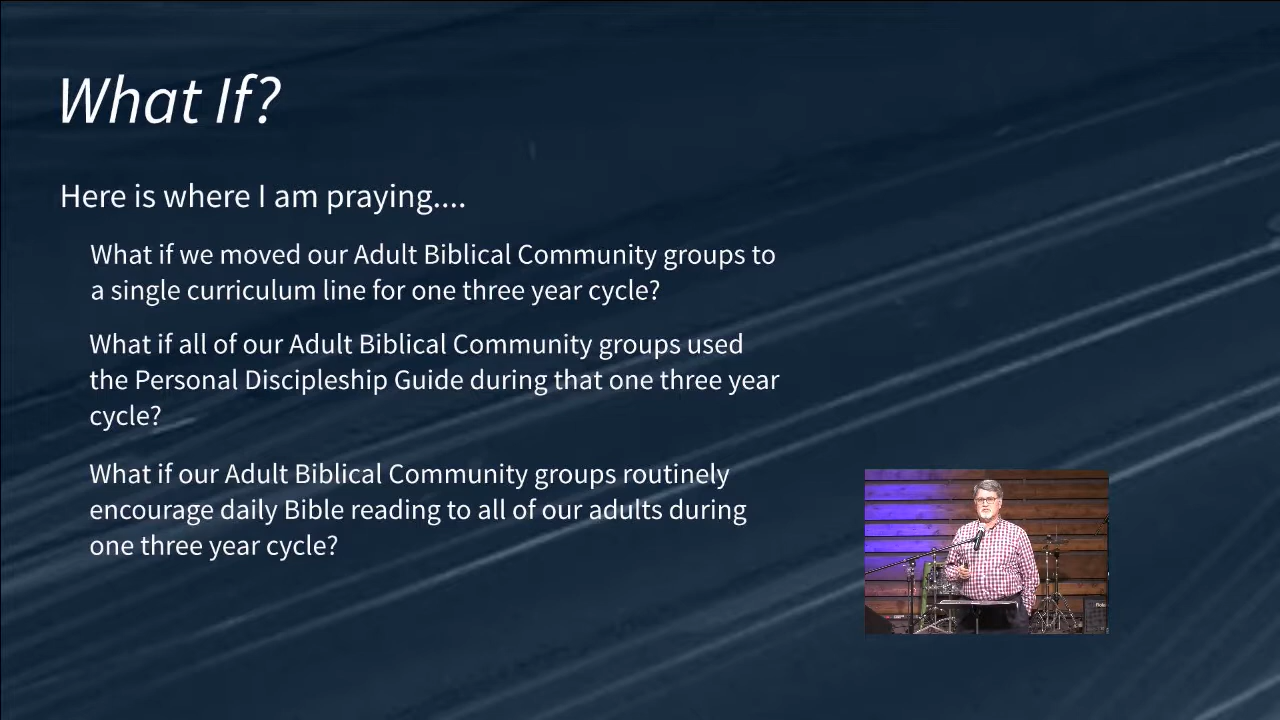 What If?
Here is where I am praying....
What if we moved our Adult Biblical Community groups to
a single curriculum line for one three year cycle?
What if all of our Adult Biblical Community groups used
the Personal Discipleship Guide during that one three year
cycle?
What if our Adult Biblical Community groups routinely
encourage daily Bible reading to all of our adults during
one three year cycle?